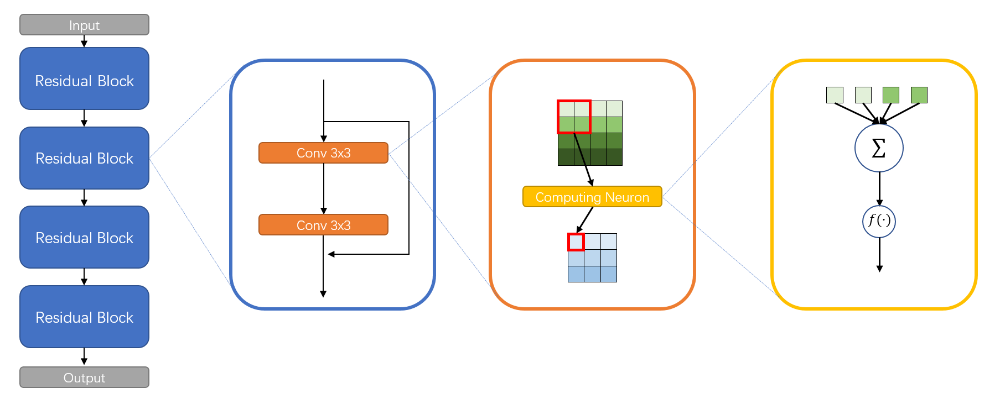 Input
Residual Block
Residual Block
Residual Block
Residual Block
Output
Conv 3x3
Conv 3x3
Computing Neuron
∑
f(·)